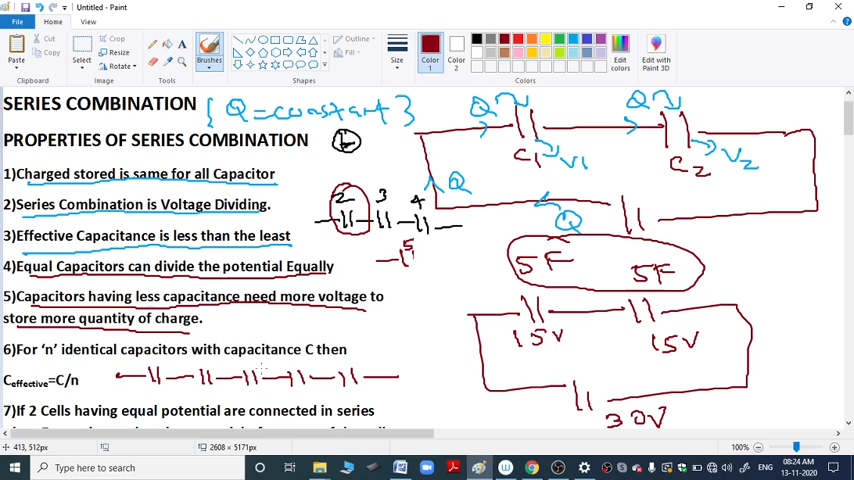 Untitled - Paint
File
Home
View
Paste
Cut
Copy
Clipboard
Select
Crop
Resize
Rotate
Image
Tools
Brushes
Outline
Fill
Shapes
Size
Color 1
Color 2
Colors
Edit colors
Edit with Paint 3D
SERIES COMBINATION { Q = constant }
PROPERTIES OF SERIES COMBINATION
1)Charged stored is same for all Capacitor
2)Series Combination is Voltage Dividing.
3)Effective Capacitance is less than the least
4)Equal Capacitors can divide the potential Equally
5)Capacitors having less capacitance need more voltage to
store more quantity of charge.
6)For ‘n’ identical capacitors with capacitance C then
Ceffective=C/n
7)If 2 Cells having equal potential are connected in series
2 3 4
5
Q Q
C1 V1 C2 V2
Q
Q
5F 5F
15V 15V
30V
413, 512px
2608 × 5171px
100%
Type here to search
ENG
08:24 AM
13-11-2020